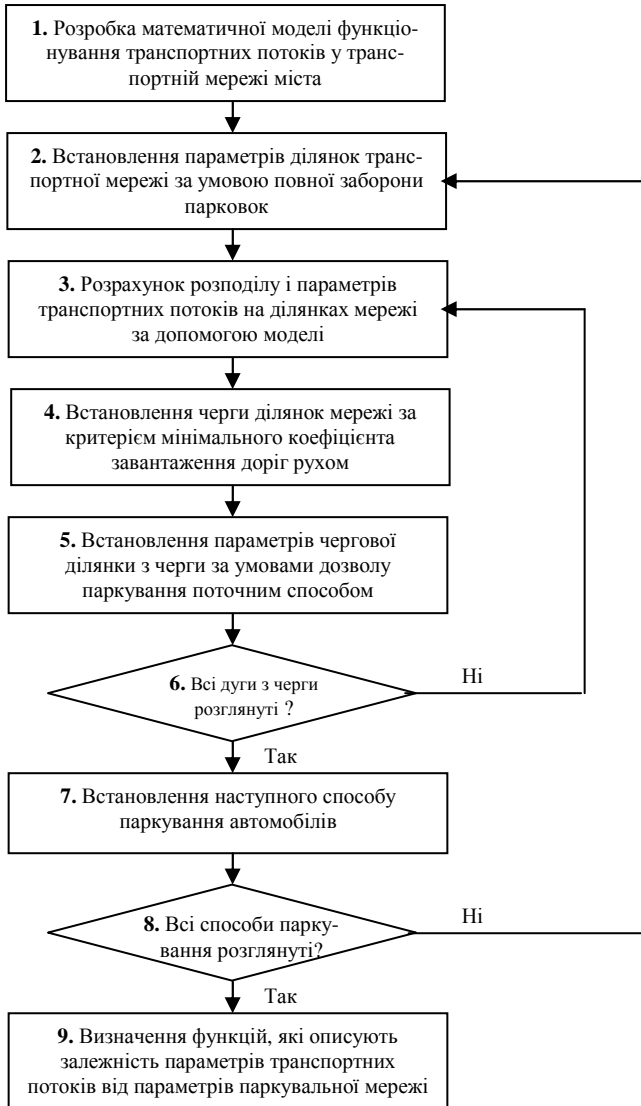 1. Розробка математичної моделі функціо-
нування транспортних потоків у транс-
портній мережі міста
2. Встановлення параметрів ділянок тран-
спортної мережі за умовою повної заборони
парковок
3. Розрахунок розподілу і параметрів
транспортних потоків на ділянках мережі
за допомогою моделі
4. Встановлення черги ділянок мережі за
критерієм мінімального коефіцієнта
завантаження доріг рухом
5. Встановлення параметрів чергової
ділянки з черги за умовами дозволу
паркування поточним способом
6. Всі дуги з черги
розглянуті ?
Ні
Так
7. Встановлення наступного способу
паркування автомобілів
8. Всі способи парку-
вання розглянуті?
Ні
Так
9. Визначення функцій, які описують
залежність параметрів транспортних
потоків від параметрів паркувальної мережі